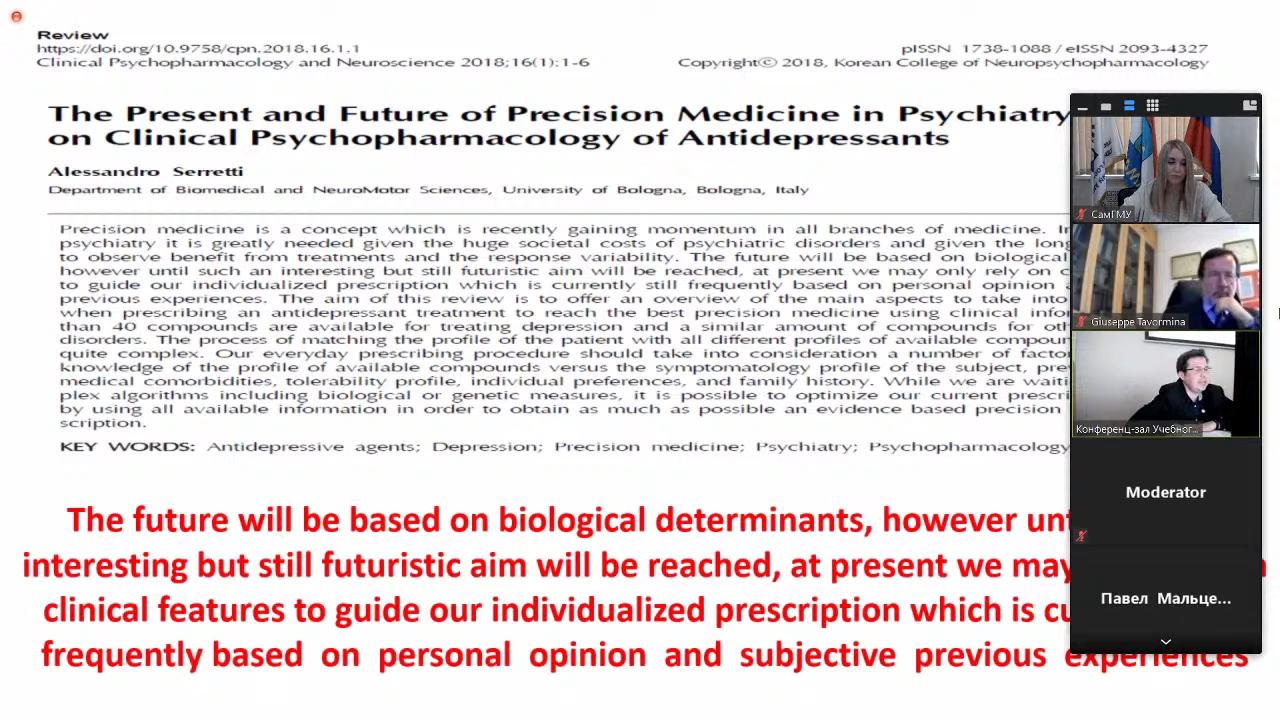 Review
https://doi.org/10.9758/cpn.2018.16.1.1
pISSN 1738-1088 / eISSN 2093-4327
Clinical Psychopharmacology and Neuroscience 2018;16(1):1-6
Copyrightⓒ 2018, Korean College of Neuropsychopharmacology
The Present and Future of Precision Medicine in Psychiatry
on Clinical Psychopharmacology of Antidepressants
Alessandro Serretti
Department of Biomedical and NeuroMotor Sciences, University of Bologna, Bologna, Italy
Precision medicine is a concept which is recently gaining momentum in all branches of medicine.
psychiatry it is greatly needed given the huge societal costs of psychiatric disorders and given the long
to observe benefit from treatments and the response variability. The future will be based on biological
however until such an interesting but still futuristic aim will be reached, at present we may only rely on
to guide our individualized prescription which is currently still frequently based on personal opinion
previous experiences. The aim of this review is to offer an overview of the main aspects to take into
when prescribing an antidepressant treatment to reach the best precision medicine using clinical
than 40 compounds are available for treating depression and a similar amount of compounds for
disorders. The process of matching the profile of the patient with all different profiles of available
quite complex. Our everyday prescribing procedure should take into consideration a number of
knowledge of the profile of available compounds versus the symptomatology profile of the subject,
medical comorbidities, tolerability profile, individual preferences, and family history. While we are
plex algorithms including biological or genetic measures, it is possible to optimize our current
by using all available information in order to obtain as much as possible an evidence based precision
scription.
KEY WORDS: Antidepressive agents; Depression; Precision medicine; Psychiatry; Psychopharmacology
The future will be based on biological determinants, however
interesting but still futuristic aim will be reached, at present we may
clinical features to guide our individualized prescription which is
frequently based on personal opinion and subjective previous experiences
СамГМУ
Giuseppe Tavormina
Конференц-зал Учебног...
Moderator
Павел Мальце...